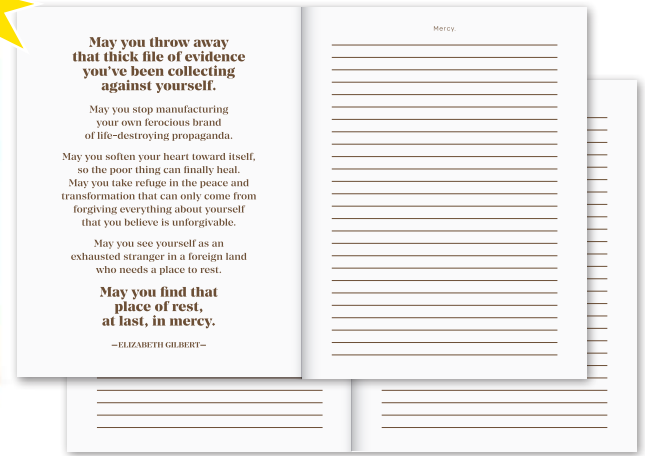 May you throw away
that thick file of evidence
you've been collecting
against yourself.
May you stop manufacturing
your own ferocious brand
of life-destroying propaganda.
May you soften your heart toward itself,
so the poor thing can finally heal.
May you take refuge in the peace and
transformation that can only come from
forgiving everything about yourself
that you believe is unforgivable.
May you see yourself as an
exhausted stranger in a foreign land
who needs a place to rest.
May you find that
place of rest,
at last, in mercy.
—ELIZABETH GILBERT—
Mercy.